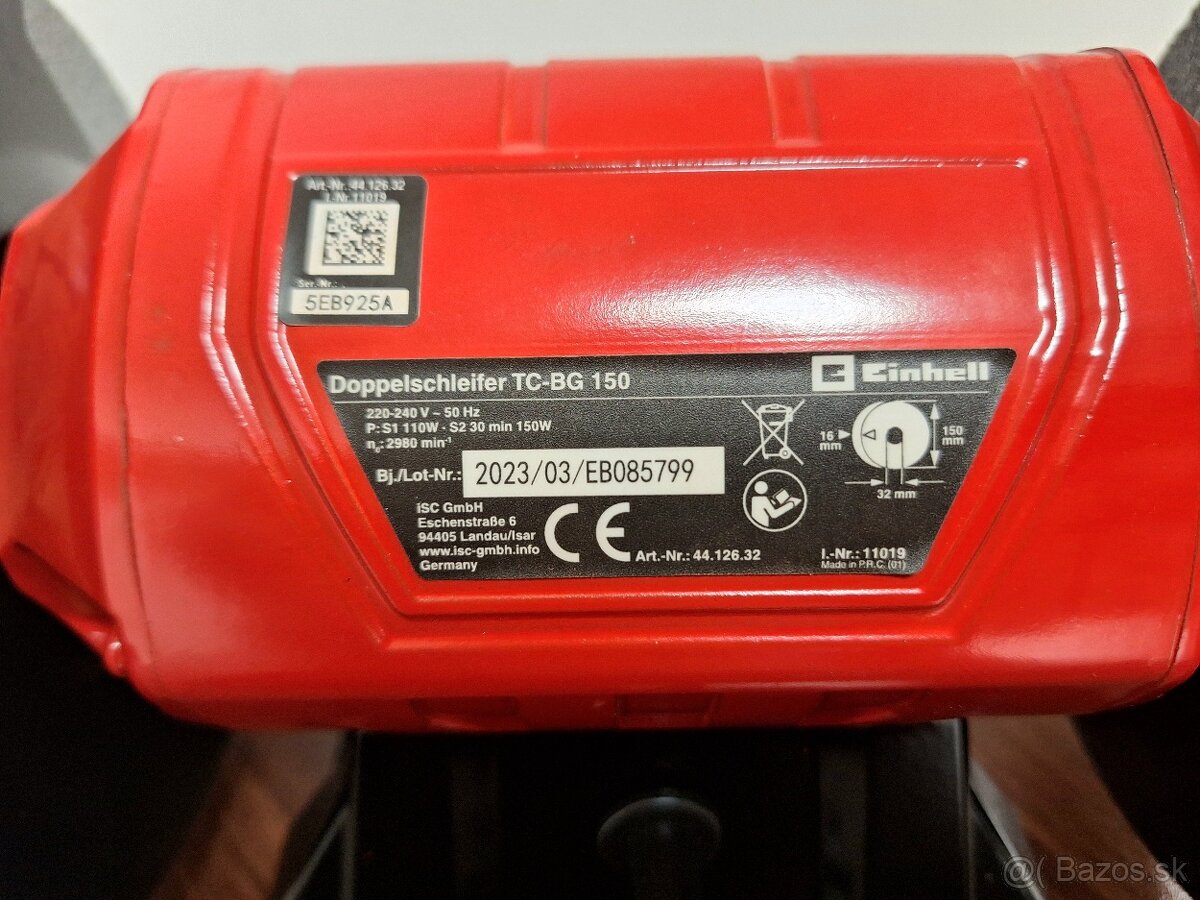 Art.-Nr.:44.126.32
I.-Nr.11019
Ser.-Nr.:
5EB925A
Doppelschleifer TC-BG 150
Einhell
220-240 V ~ 50 Hz
P: S1 110W · S2 30 min 150W
n₀: 2980 min⁻¹
Bj./Lot-Nr.: 2023/03/EB085799
16 mm
150 mm
32 mm
iSC GmbH
Eschenstraße 6
94405 Landau/Isar
www.isc-gmbh.info
Germany
CE
Art.-Nr.: 44.126.32
I.-Nr.: 11019
Made in P.R.C. (01)
@( Bazos.sk